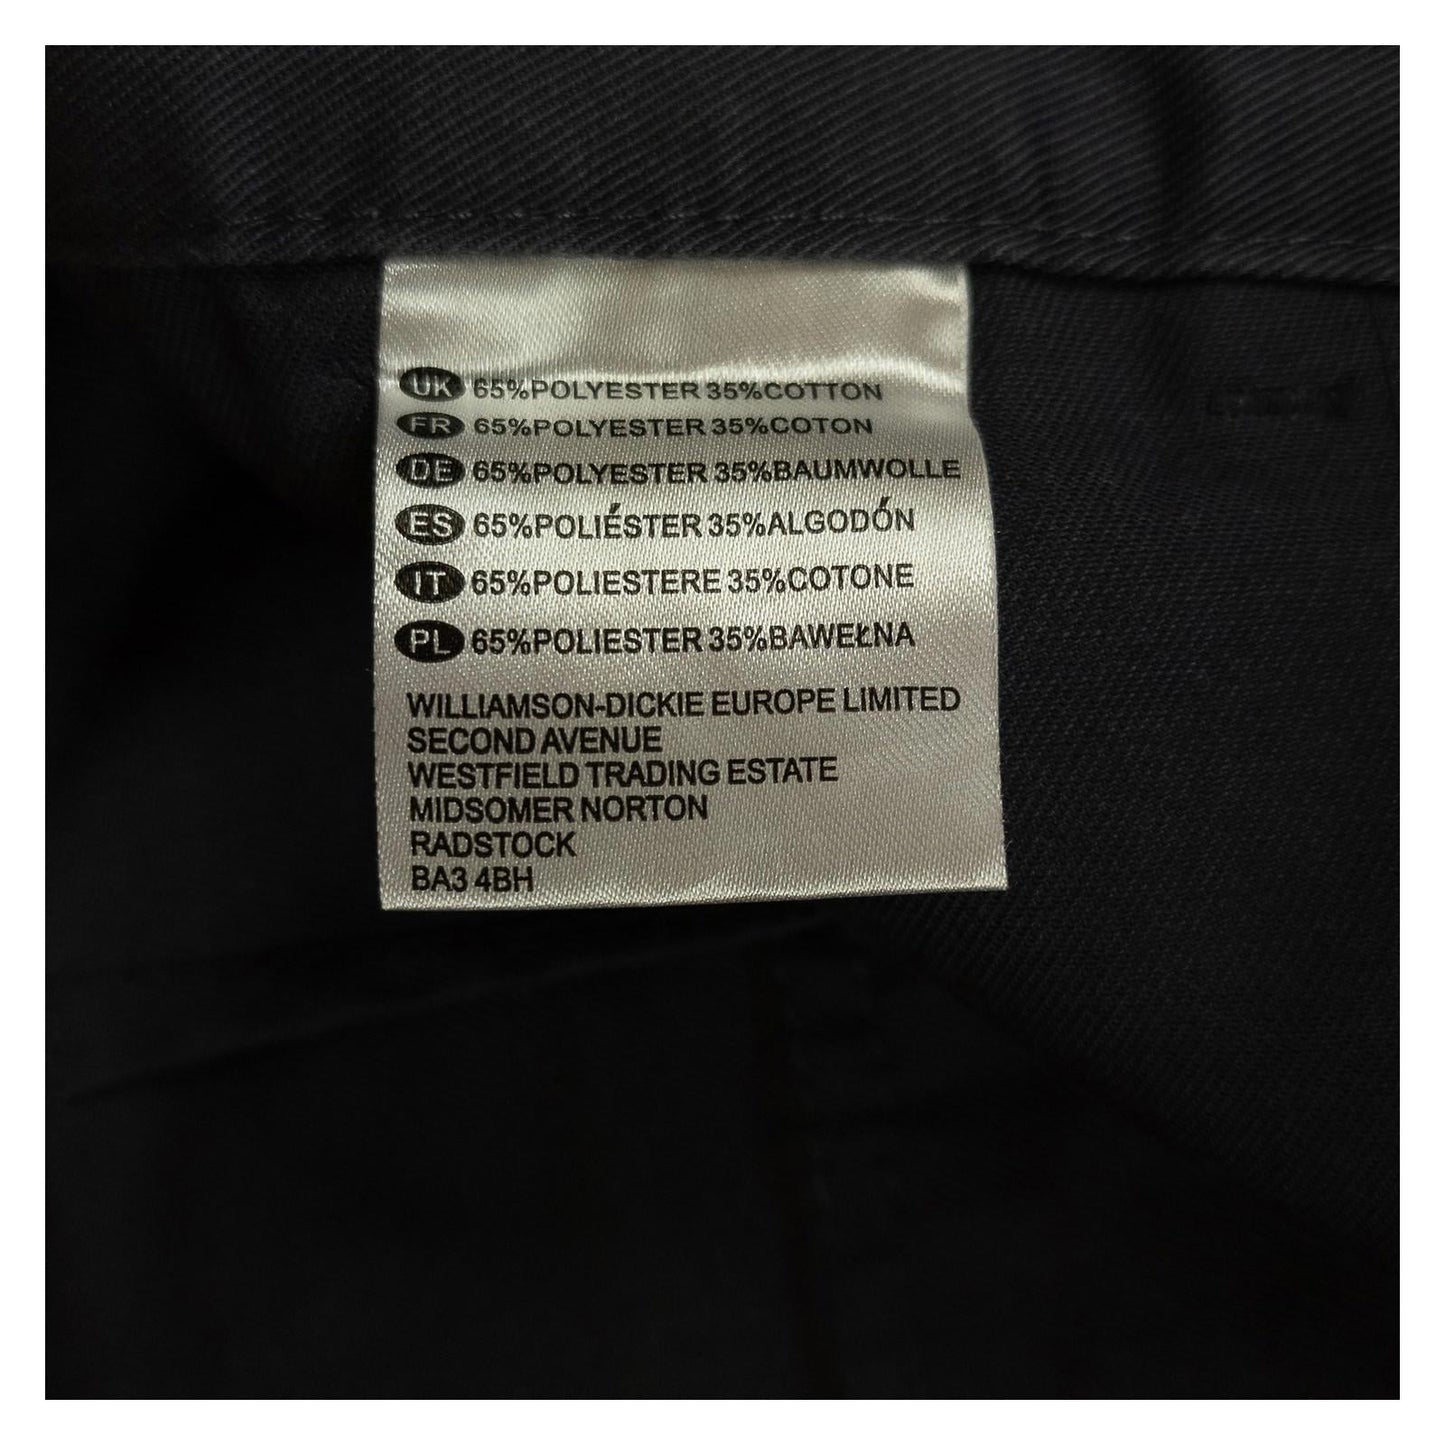 UK 65%POLYESTER 35%COTTON
FR 65%POLYESTER 35%COTON
DE 65%POLYESTER 35%BAUMWOLLE
ES 65%POLIÉSTER 35%ALGODÓN
IT 65%POLIESTERE 35%COTONE
PL 65%POLIESTER 35%BAWEŁNA
WILLIAMSON-DICKIE EUROPE LIMITED
SECOND AVENUE
WESTFIELD TRADING ESTATE
MIDSOMER NORTON
RADSTOCK
BA3 4BH